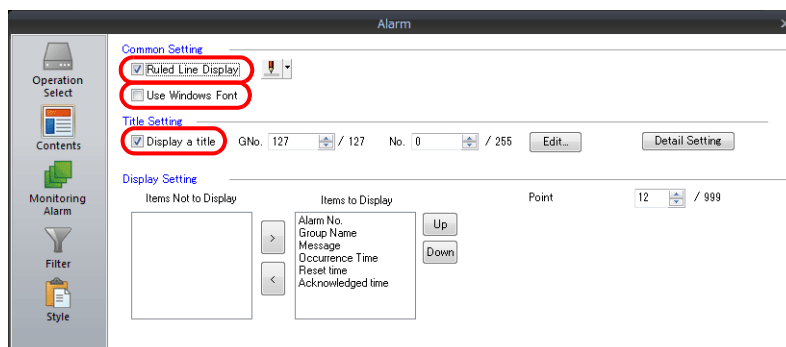 Alarm
Operation
Select
Contents
Monitoring
Alarm
Filter
Style
Common Setting
Ruled Line Display
Use Windows Font
Title Setting
Display a title GNo. 127 / 127 No. 0 / 255 Edit... Detail Setting
Display Setting
Items Not to Display Items to Display Point 12 / 999
Alarm No.
Group Name
Message
Occurrence Time
Reset time
Acknowledged time
>
<
Up
Down